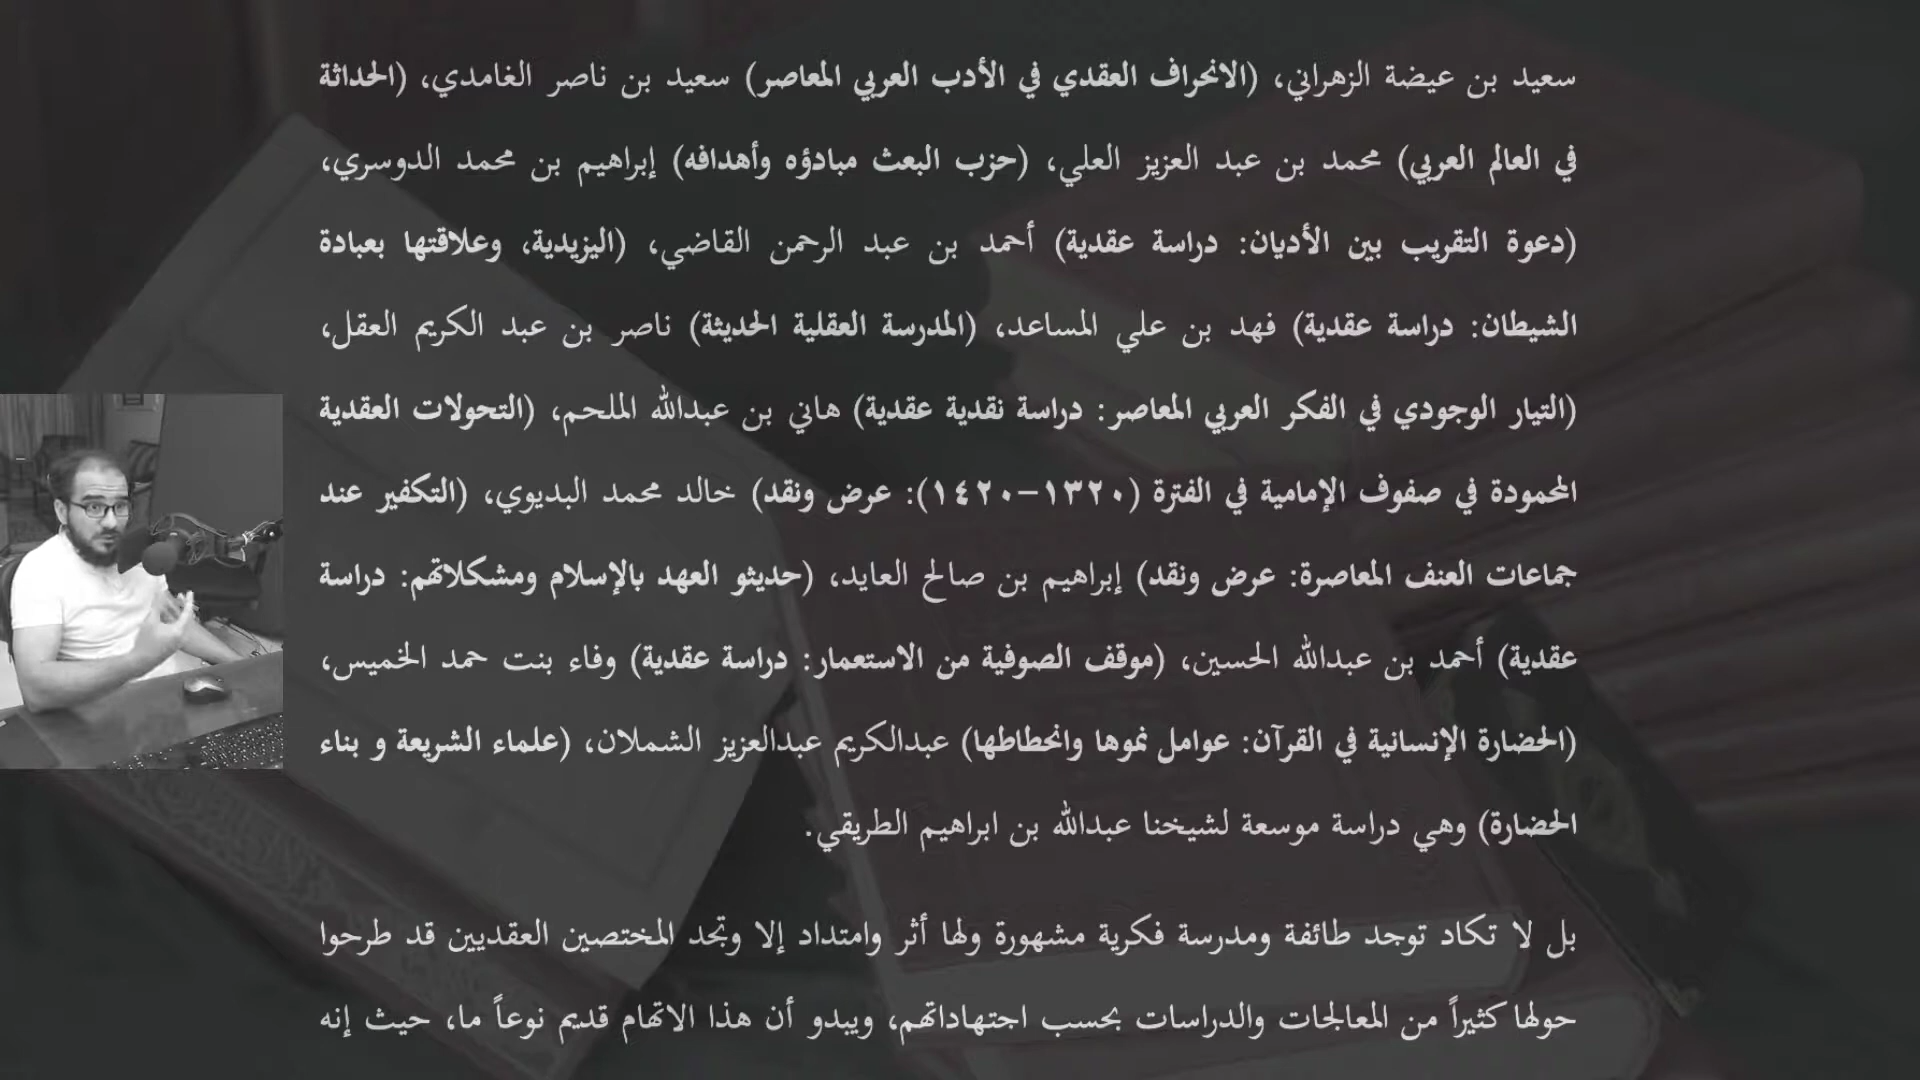 سعيد بن عيضة الزهراني، (الانحراف العقدي في الأدب العربي المعاصر) سعيد بن ناصر الغامدي، (الحداثة
في العالم العربي) محمد بن عبد العزيز العلي، (حزب البعث مبادؤه وأهدافه) إبراهيم بن محمد الدوسري،
(دعوة التقريب بين الأديان: دراسة عقدية) أحمد بن عبد الرحمن القاضي، (اليزيدية، وعلاقتها بعبادة
الشيطان: دراسة عقدية) فهد بن علي المساعد، (المدرسة العقلية الحديثة) ناصر بن عبد الكريم العقل،
(التيار الوجودي في الفكر العربي المعاصر: دراسة نقدية عقدية) هاني بن عبدالله الملحم، (التحولات العقدية
المحمودة في صفوف الإمامية في الفترة (١٣٢٠–١٤٢٠): عرض ونقد) خالد محمد البديوي، (التكفير عند
جماعات العنف المعاصرة: عرض ونقد) إبراهيم بن صالح العايد، (حديثو العهد بالإسلام ومشكلاتهم: دراسة
عقدية) أحمد بن عبدالله الحسين، (موقف الصوفية من الاستعمار: دراسة عقدية) وفاء بنت حمد الخميس،
(الحضارة الإنسانية في القرآن: عوامل نموها وانحطاطها) عبدالكريم عبدالعزيز الشملان، (علماء الشريعة و بناء
الحضارة) وهي دراسة موسعة لشيخنا عبدالله بن ابراهيم الطريقي.
بل لا تكاد توجد طائفة ومدرسة فكرية مشهورة ولها أثر وامتداد إلا وتجد المختصين العقديين قد طرحوا
حولها كثيراً من المعالجات والدراسات بحسب اجتهاداتهم، ويبدو أن هذا الاتهام قديم نوعاً ما، حيث إنه